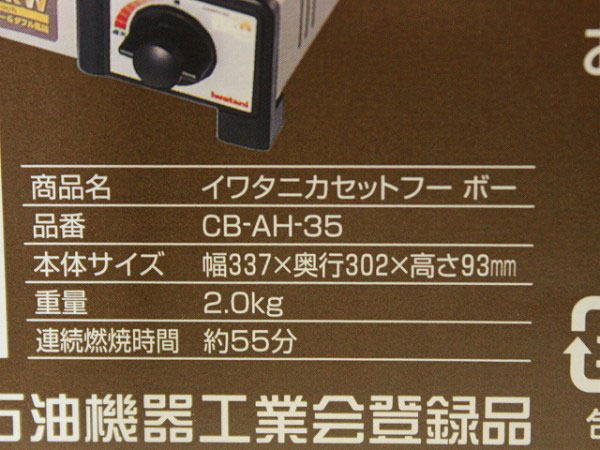 Iwatani
商品名 イワタニカセットフー ボー
品番 CB-AH-35
本体サイズ 幅337×奥行302×高さ93mm
重量 2.0kg
連続燃焼時間 約55分
石油機器工業会登録品